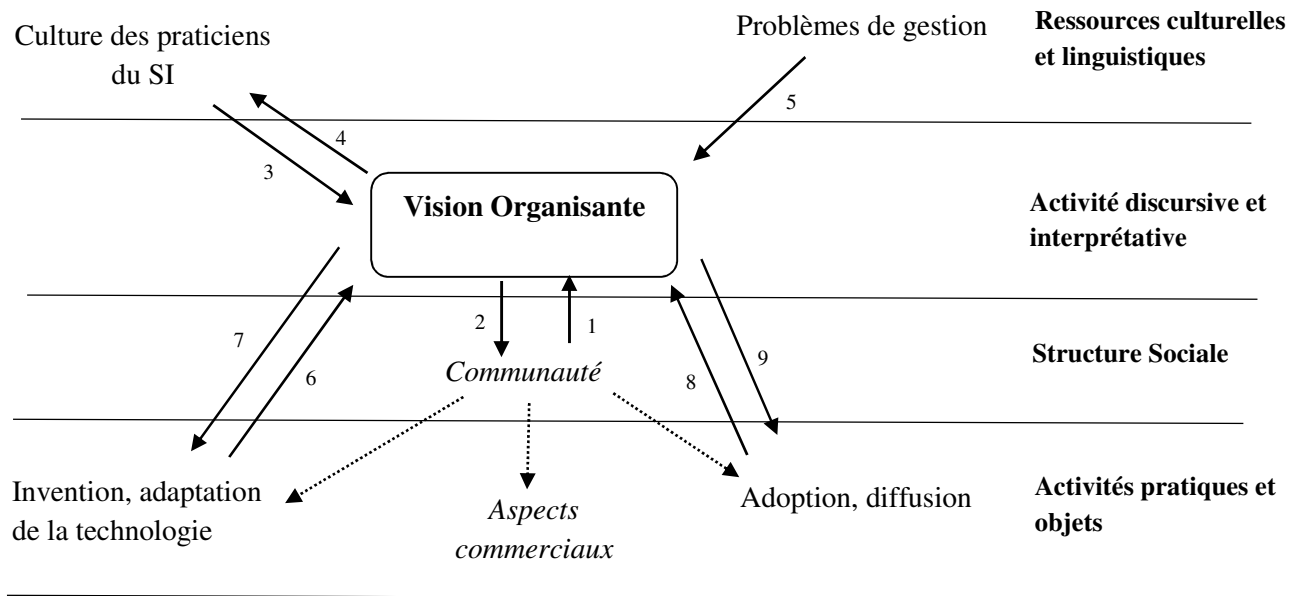 Culture des praticiens
du SI
Problèmes de gestion
Ressources culturelles
et linguistiques
5
4
3
Vision Organisante
Activité discursive et
interprétative
2
1
7
6
Communauté
8
9
Structure Sociale
Invention, adaptation
de la technologie
Aspects
commerciaux
Adoption, diffusion
Activités pratiques et
objets